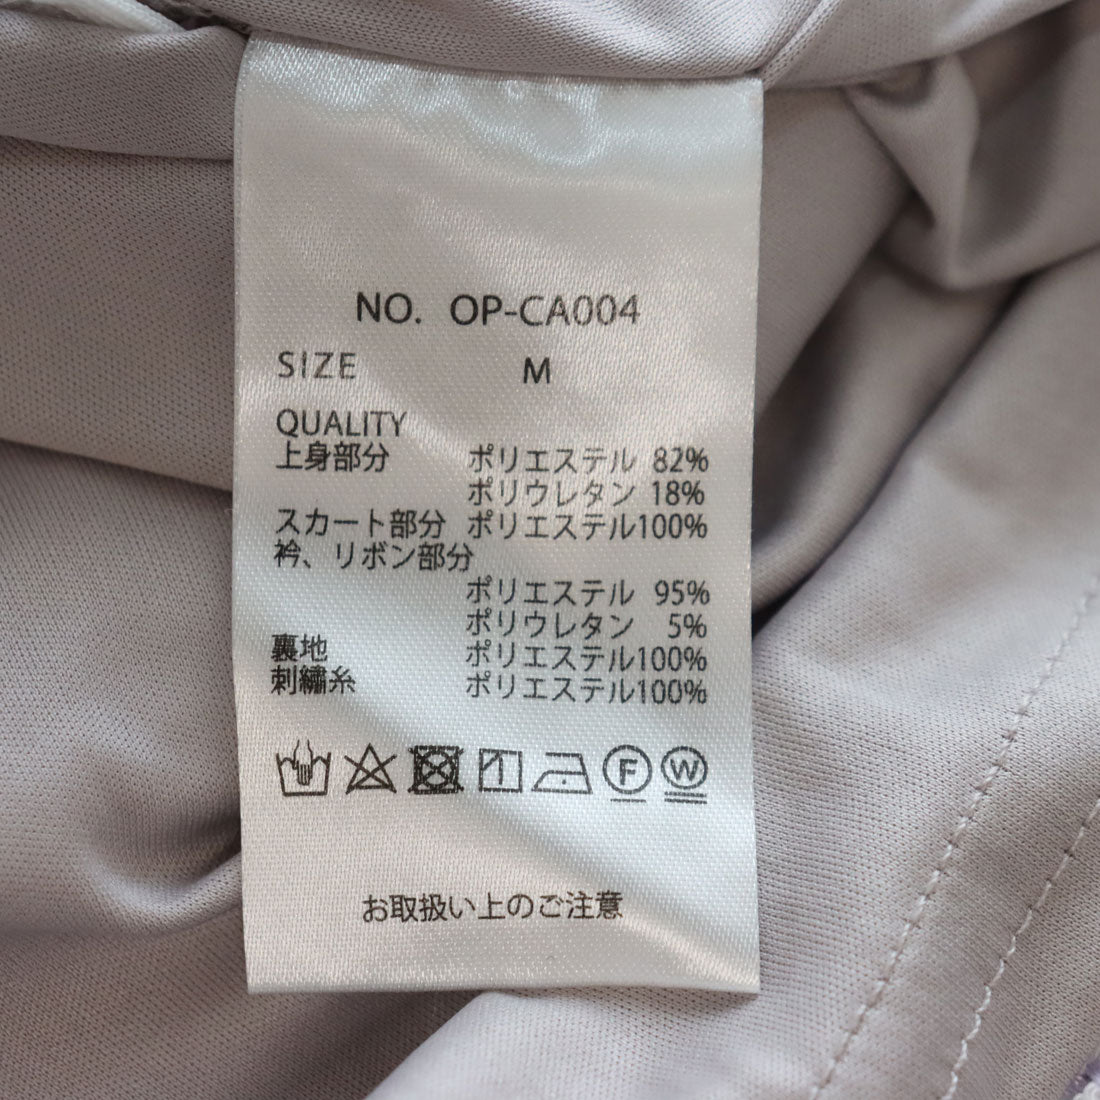 NO. OP-CA004
SIZE M
QUALITY
上身部分 ポリエステル 82%
ポリウレタン 18%
スカート部分 ポリエステル100%
衿、リボン部分
ポリエステル 95%
ポリウレタン 5%
裏地 ポリエステル100%
刺繡糸 ポリエステル100%
F W
お取扱い上のご注意